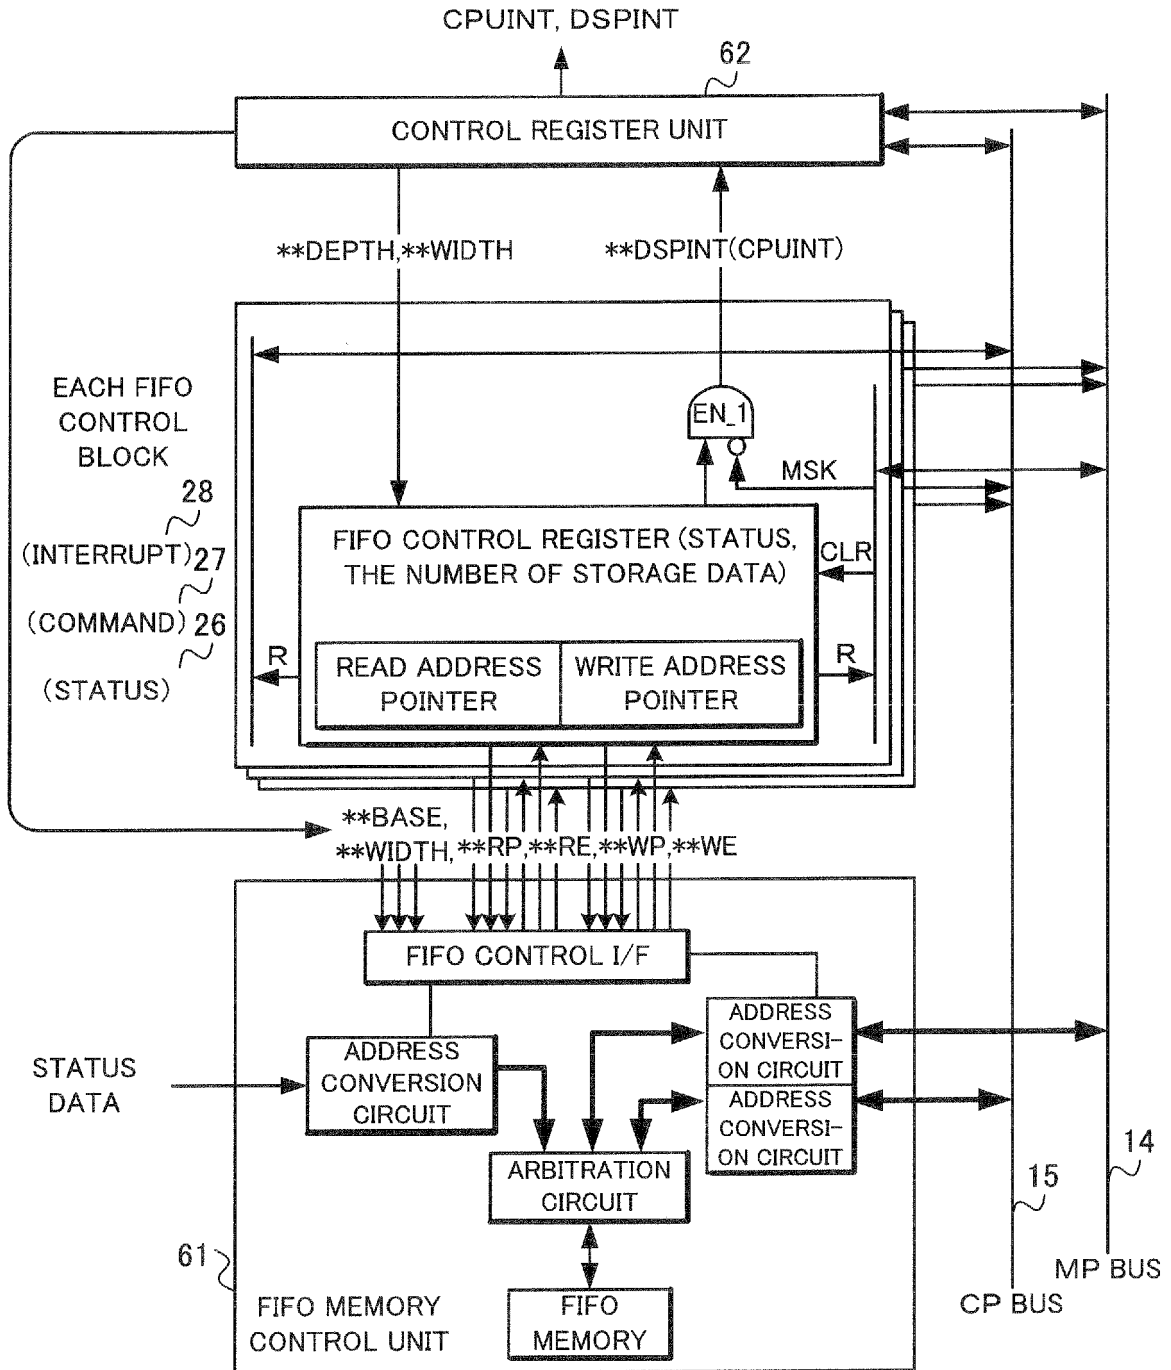 CPUINT, DSPINT
62
CONTROL REGISTER UNIT
**DEPTH,**WIDTH
**DSPINT(CPUINT)
EACH FIFO
CONTROL
BLOCK
28
(INTERRUPT)
27
(COMMAND)
26
(STATUS)
EN_1
MSK
FIFO CONTROL REGISTER (STATUS,
THE NUMBER OF STORAGE DATA)
CLR
R
READ ADDRESS
POINTER
WRITE ADDRESS
POINTER
R
**BASE,
**WIDTH,**RP,**RE,**WP,**WE
FIFO CONTROL I/F
ADDRESS
CONVERSION
CIRCUIT
ADDRESS
CONVERSI-
ON CIRCUIT
ADDRESS
CONVERSI-
ON CIRCUIT
STATUS
DATA
ARBITRATION
CIRCUIT
FIFO
MEMORY
61
FIFO MEMORY
CONTROL UNIT
14
15
MP BUS
CP BUS